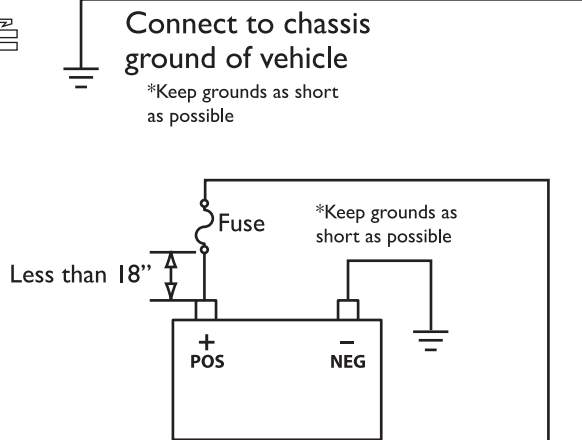 Connect to chassis
ground of vehicle
*Keep grounds as short
as possible
Fuse
*Keep grounds as
short as possible
Less than 18”
+
POS
−
NEG